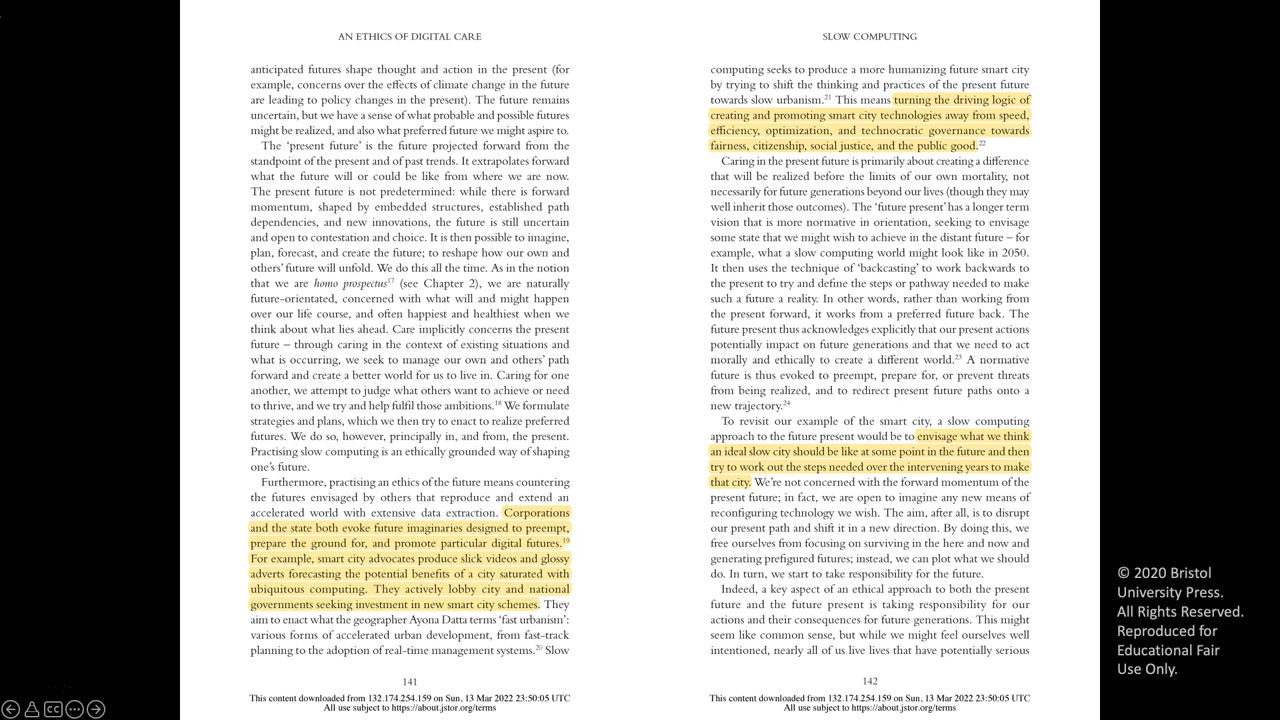 AN ETHICS OF DIGITAL CARE
anticipated futures shape thought and action in the present (for
example, concerns over the effects of climate change in the future
are leading to policy changes in the present). The future remains
uncertain, but we have a sense of what probable and possible futures
might be realized, and also what preferred future we might aspire to.
The ‘present future’ is the future projected forward from the
standpoint of the present and of past trends. It extrapolates forward
what the future will or could be like from where we are now.
The present future is not predetermined: while there is forward
momentum, shaped by embedded structures, established path
dependencies, and new innovations, the future is still uncertain
and open to contestation and choice. It is then possible to imagine,
plan, forecast, and create the future; to reshape how our own and
others’ future will unfold. We do this all the time. As in the notion
that we are homo prospectus17 (see Chapter 2), we are naturally
future-orientated, concerned with what will and might happen
over our life course, and often happiest and healthiest when we
think about what lies ahead. Care implicitly concerns the present
future – through caring in the context of existing situations and
what is occurring, we seek to manage our own and others’ path
forward and create a better world for us to live in. Caring for one
another, we attempt to judge what others want to achieve or need
to thrive, and we try and help fulfil those ambitions.18 We formulate
strategies and plans, which we then try to enact to realize preferred
futures. We do so, however, principally in, and from, the present.
Practising slow computing is an ethically grounded way of shaping
one’s future.
Furthermore, practising an ethics of the future means countering
the futures envisaged by others that reproduce and extend an
accelerated world with extensive data extraction. Corporations
and the state both evoke future imaginaries designed to preempt,
prepare the ground for, and promote particular digital futures.19
For example, smart city advocates produce slick videos and glossy
adverts forecasting the potential benefits of a city saturated with
ubiquitous computing. They actively lobby city and national
governments seeking investment in new smart city schemes. They
aim to enact what the geographer Ayona Datta terms ‘fast urbanism’:
various forms of accelerated urban development, from fast-track
planning to the adoption of real-time management systems.20 Slow
141
This content downloaded from 132.174.254.159 on Sun, 13 Mar 2022 23:50:05 UTC
All use subject to https://about.jstor.org/terms
SLOW COMPUTING
computing seeks to produce a more humanizing future smart city
by trying to shift the thinking and practices of the present future
towards slow urbanism.21 This means turning the driving logic of
creating and promoting smart city technologies away from speed,
efficiency, optimization, and technocratic governance towards
fairness, citizenship, social justice, and the public good.22
Caring in the present future is primarily about creating a difference
that will be realized before the limits of our own mortality, not
necessarily for future generations beyond our lives (though they may
well inherit those outcomes). The ‘future present’ has a longer term
vision that is more normative in orientation, seeking to envisage
some state that we might wish to achieve in the distant future – for
example, what a slow computing world might look like in 2050.
It then uses the technique of ‘backcasting’ to work backwards to
the present to try and define the steps or pathway needed to make
such a future a reality. In other words, rather than working from
the present forward, it works from a preferred future back. The
future present thus acknowledges explicitly that our present actions
potentially impact on future generations and that we need to act
morally and ethically to create a different world.23 A normative
future is thus evoked to preempt, prepare for, or prevent threats
from being realized, and to redirect present future paths onto a
new trajectory.24
To revisit our example of the smart city, a slow computing
approach to the future present would be to envisage what we think
an ideal slow city should be like at some point in the future and then
try to work out the steps needed over the intervening years to make
that city. We’re not concerned with the forward momentum of the
present future; in fact, we are open to imagine any new means of
reconfiguring technology we wish. The aim, after all, is to disrupt
our present path and shift it in a new direction. By doing this, we
free ourselves from focusing on surviving in the here and now and
generating prefigured futures; instead, we can plot what we should
do. In turn, we start to take responsibility for the future.
Indeed, a key aspect of an ethical approach to both the present
future and the future present is taking responsibility for our
actions and their consequences for future generations. This might
seem like common sense, but while we might feel ourselves well
intentioned, nearly all of us live lives that have potentially serious
142
This content downloaded from 132.174.254.159 on Sun, 13 Mar 2022 23:50:05 UTC
All use subject to https://about.jstor.org/terms
© 2020 Bristol
University Press.
All Rights Reserved.
Reproduced for
Educational Fair
Use Only.
CC